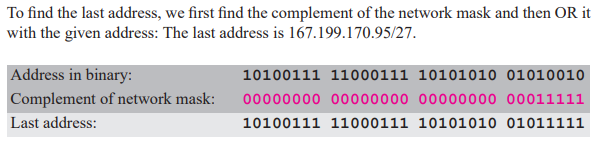 To find the last address, we first find the complement of the network mask and then OR it
with the given address: The last address is 167.199.170.95/27.
Address in binary: 10100111 11000111 10101010 01010010
Complement of network mask: 00000000 00000000 00000000 00011111
Last address: 10100111 11000111 10101010 01011111